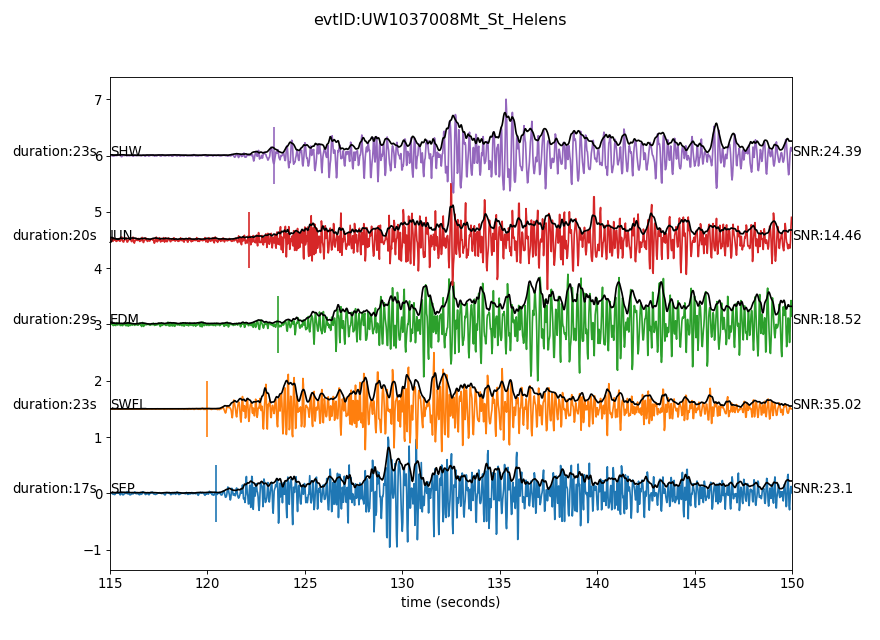 evtID:UW1037008Mt_St_Helens
7
duration:23s 6 SHW SNR:24.39
5
duration:20s JUN SNR:14.46
4
duration:29s 3 EDM SNR:18.52
2
duration:23s SWFL SNR:35.02
1
duration:17s 0 SEP SNR:23.1
−1
115 120 125 130 135 140 145 150
time (seconds)